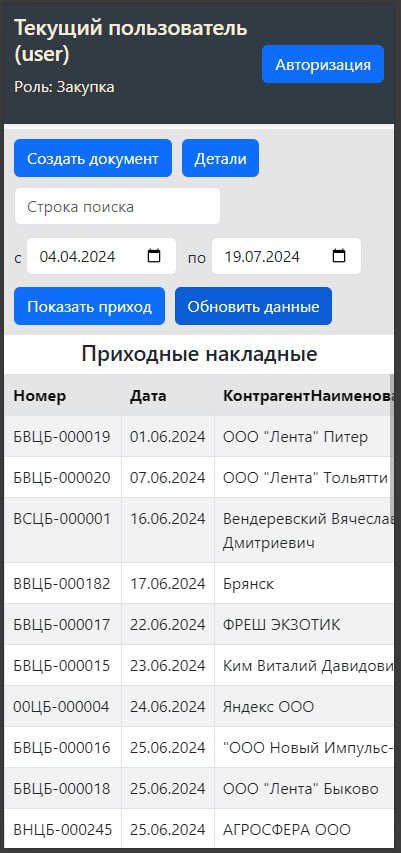 Текущий пользователь
(user)
Роль: Закупка
Авторизация
Создать документ
Детали
Строка поиска
с 04.04.2024 по 19.07.2024
Показать приход
Обновить данные
Приходные накладные
Номер Дата КонтрагентНаименова
БВЦБ-000019 01.06.2024 ООО "Лента" Питер
БВЦБ-000020 07.06.2024 ООО "Лента" Тольятти
ВСЦБ-000001 16.06.2024 Вендеревский Вячеслав
Дмитриевич
ВВЦБ-000182 17.06.2024 Брянск
БВЦБ-000017 22.06.2024 ФРЕШ ЭКЗОТИК
БВЦБ-000015 23.06.2024 Ким Виталий Давидови
00ЦБ-000004 24.06.2024 Яндекс ООО
БВЦБ-000016 25.06.2024 "ООО Новый Импульс-
БВЦБ-000018 25.06.2024 ООО "Лента" Быково
ВНЦБ-000245 25.06.2024 АГРОСФЕРА ООО